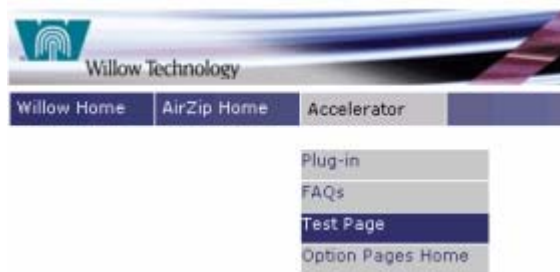 Willow Technology
Willow Home AirZip Home Accelerator
Plug-in
FAQs
Test Page
Option Pages Home